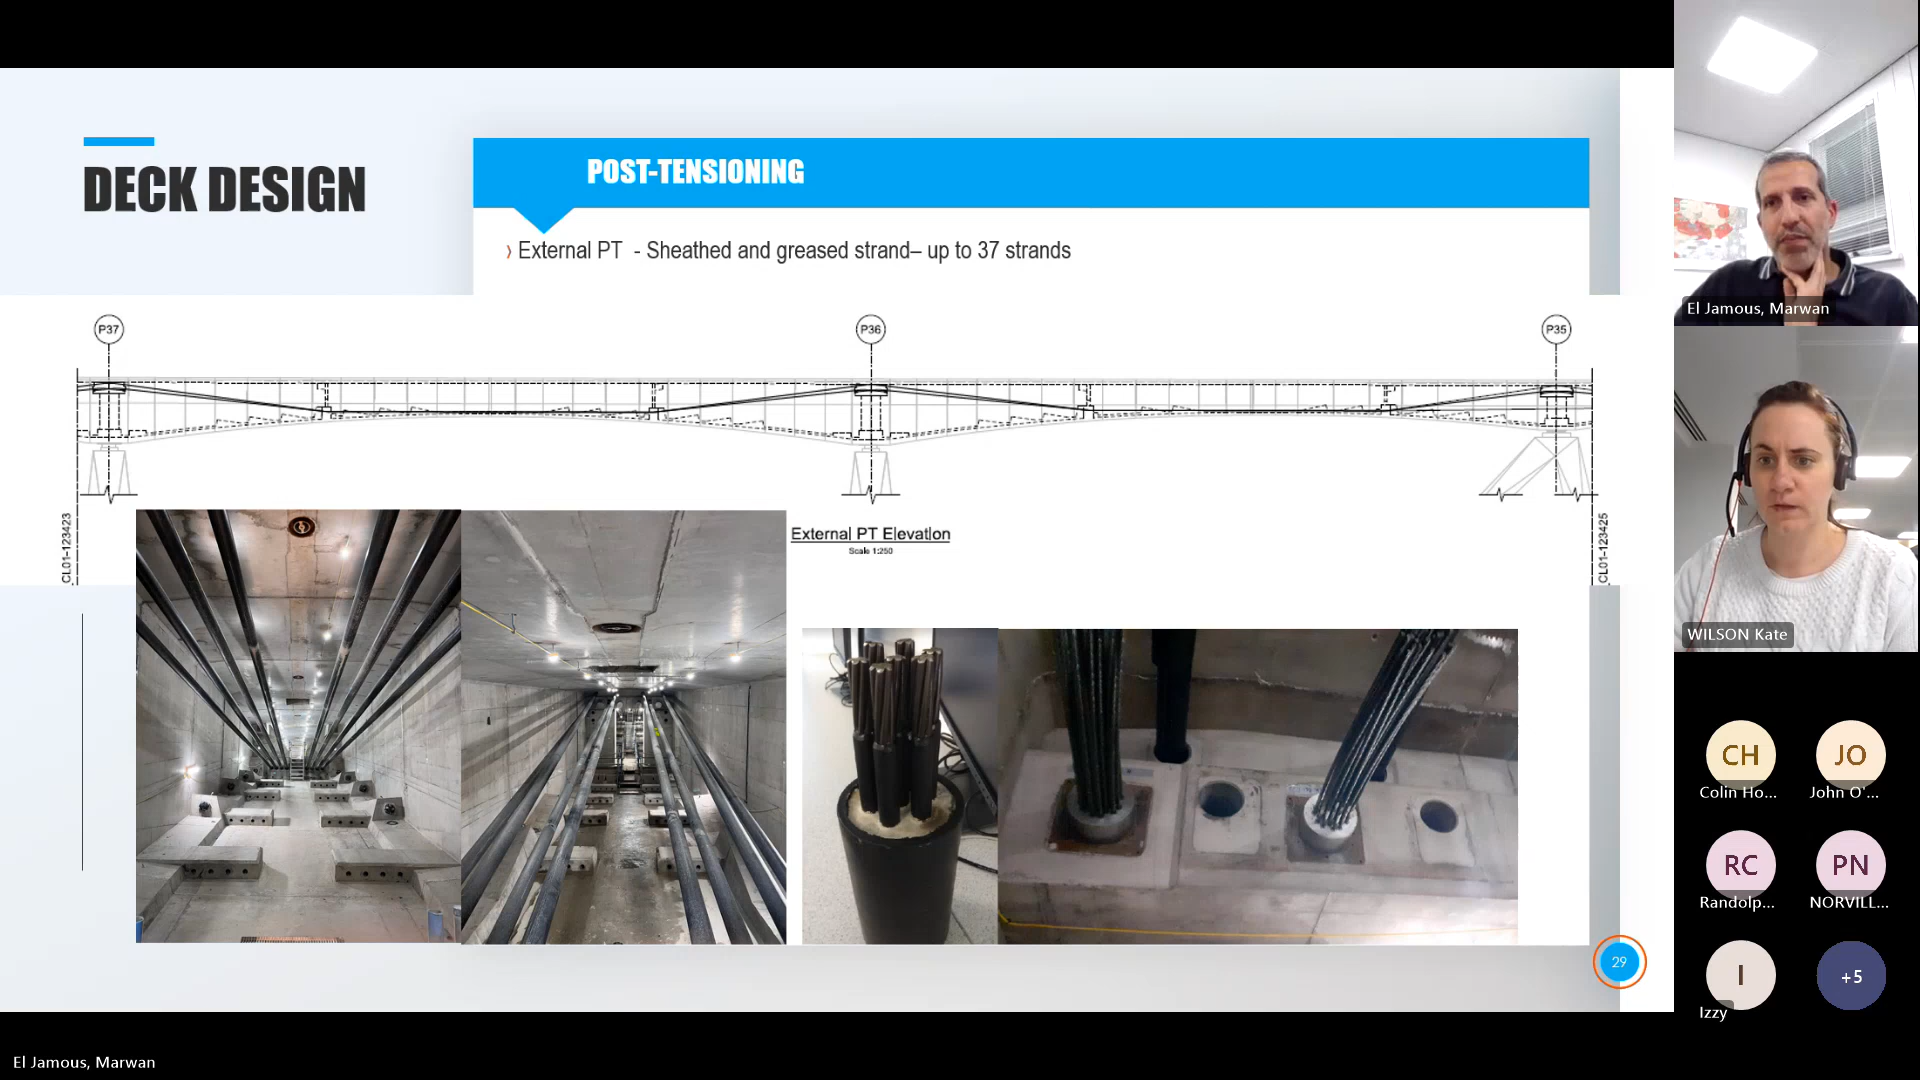 DECK DESIGN
POST-TENSIONING
› External PT - Sheathed and greased strand– up to 37 strands
P37
P36
P35
CL01-123423
External PT Elevation
Scale 1:250
CL01-123425
29
El Jamous, Marwan
WILSON Kate
CH
Colin Ho...
JO
John O'...
RC
Randolp...
PN
NORVILL...
I
Izzy
+5
El Jamous, Marwan